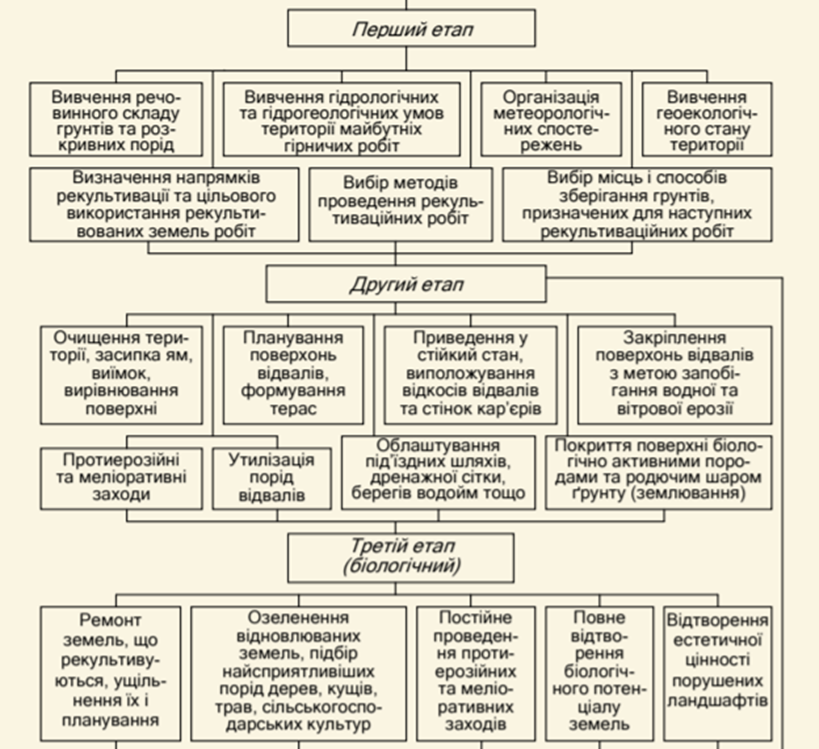 Перший етап
Вивчення речо-
винного складу
грунтів та роз-
кривних порід
Вивчення гідрологічних
та гідрогеологічних умов
території майбутніх
гірничих робіт
Організація
метеорологіч-
них спосте-
режень
Вивчення
геоекологіч-
ного стану
території
Визначення напрямків
рекультивації та цільового
використання рекульти-
вованих земель робіт
Вибір методів
проведення рекуль-
тиваційних робіт
Вибір місць і способів
зберігання грунтів,
призначених для наступних
рекультиваційних робіт
Другий етап
Очищення тери-
торії, засипка ям,
виїмок,
вирівнювання
поверхні
Планування
поверхонь
відвалів,
формування
терас
Приведення у
стійкий стан,
виположування
відкосів відвалів
та стінок кар'єрів
Закріплення
поверхонь відвалів
з метою запобі-
гання водної та
вітрової ерозії
Протиерозійні
та меліоративні
заходи
Утилізація
порід
відвалів
Облаштування
під'їздних шляхів,
дренажної сітки,
берегів водойм тощо
Покриття поверхні біоло-
гічно активними поро-
дами та родючим шаром
ґрунту (землювання)
Третій етап
(біологічний)
Ремонт
земель, що
рекультиву-
ються, ущіль-
нення їх і
планування
Озеленення
відновлюваних
земель, підбір
найсприятливіших
порід дерев, кущів,
трав, сільськогоспо-
дарських культур
Постійне
проведен-
ня проти-
ерозійних
та меліо-
ративних
заходів
Повне
відтво-
рення
біологіч-
ного потен-
ціалу
земель
Відтворення
естетичної
цінності
порушених
ландшафтів